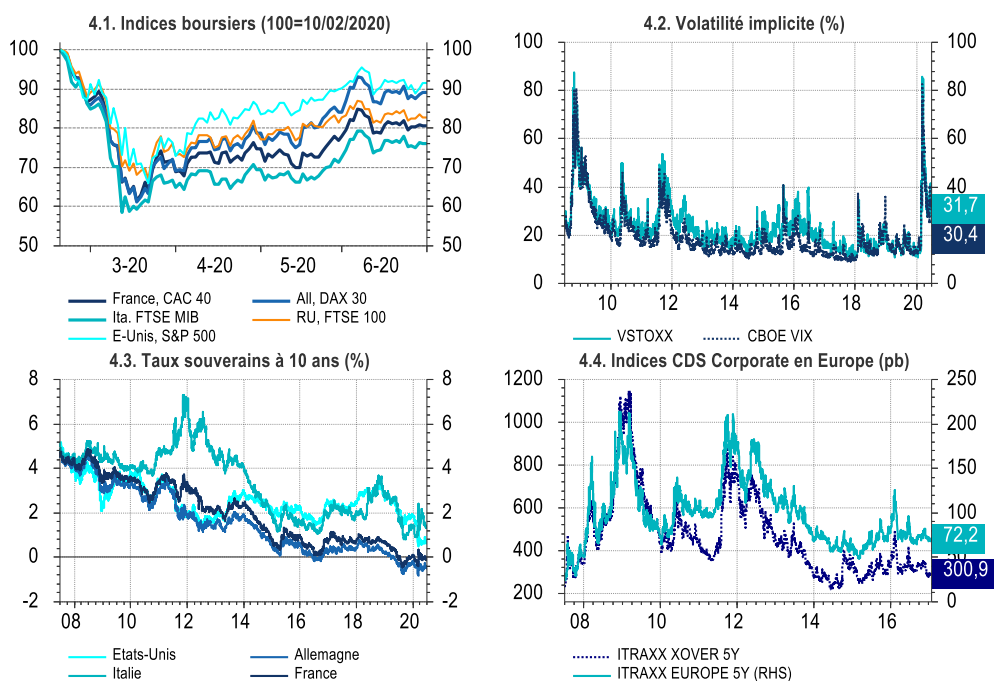 4.1. Indices boursiers (100=10/02/2020)
100 100
90 90
80 80
70 70
60 60
50 50
3-20 4-20 5-20 6-20
France, CAC 40 All, DAX 30
Ita. FTSE MIB RU, FTSE 100
E-Unis, S&P 500
4.2. Volatilité implicite (%)
100 100
80 80
60 60
40 40
31,7
20
30,4
0 0
10 12 14 16 18 20
VSTOXX CBOE VIX
4.3. Taux souverains à 10 ans (%)
8 8
6 6
4 4
2 2
0 0
-2 -2
08 10 12 14 16 18 20
Etats-Unis Allemagne
Italie France
4.4. Indices CDS Corporate en Europe (pb)
1200 250
1000 200
800 150
600 100
72,2
400
300,9
200 0
08 10 12 14 16
ITRAXX XOVER 5Y
ITRAXX EUROPE 5Y (RHS)